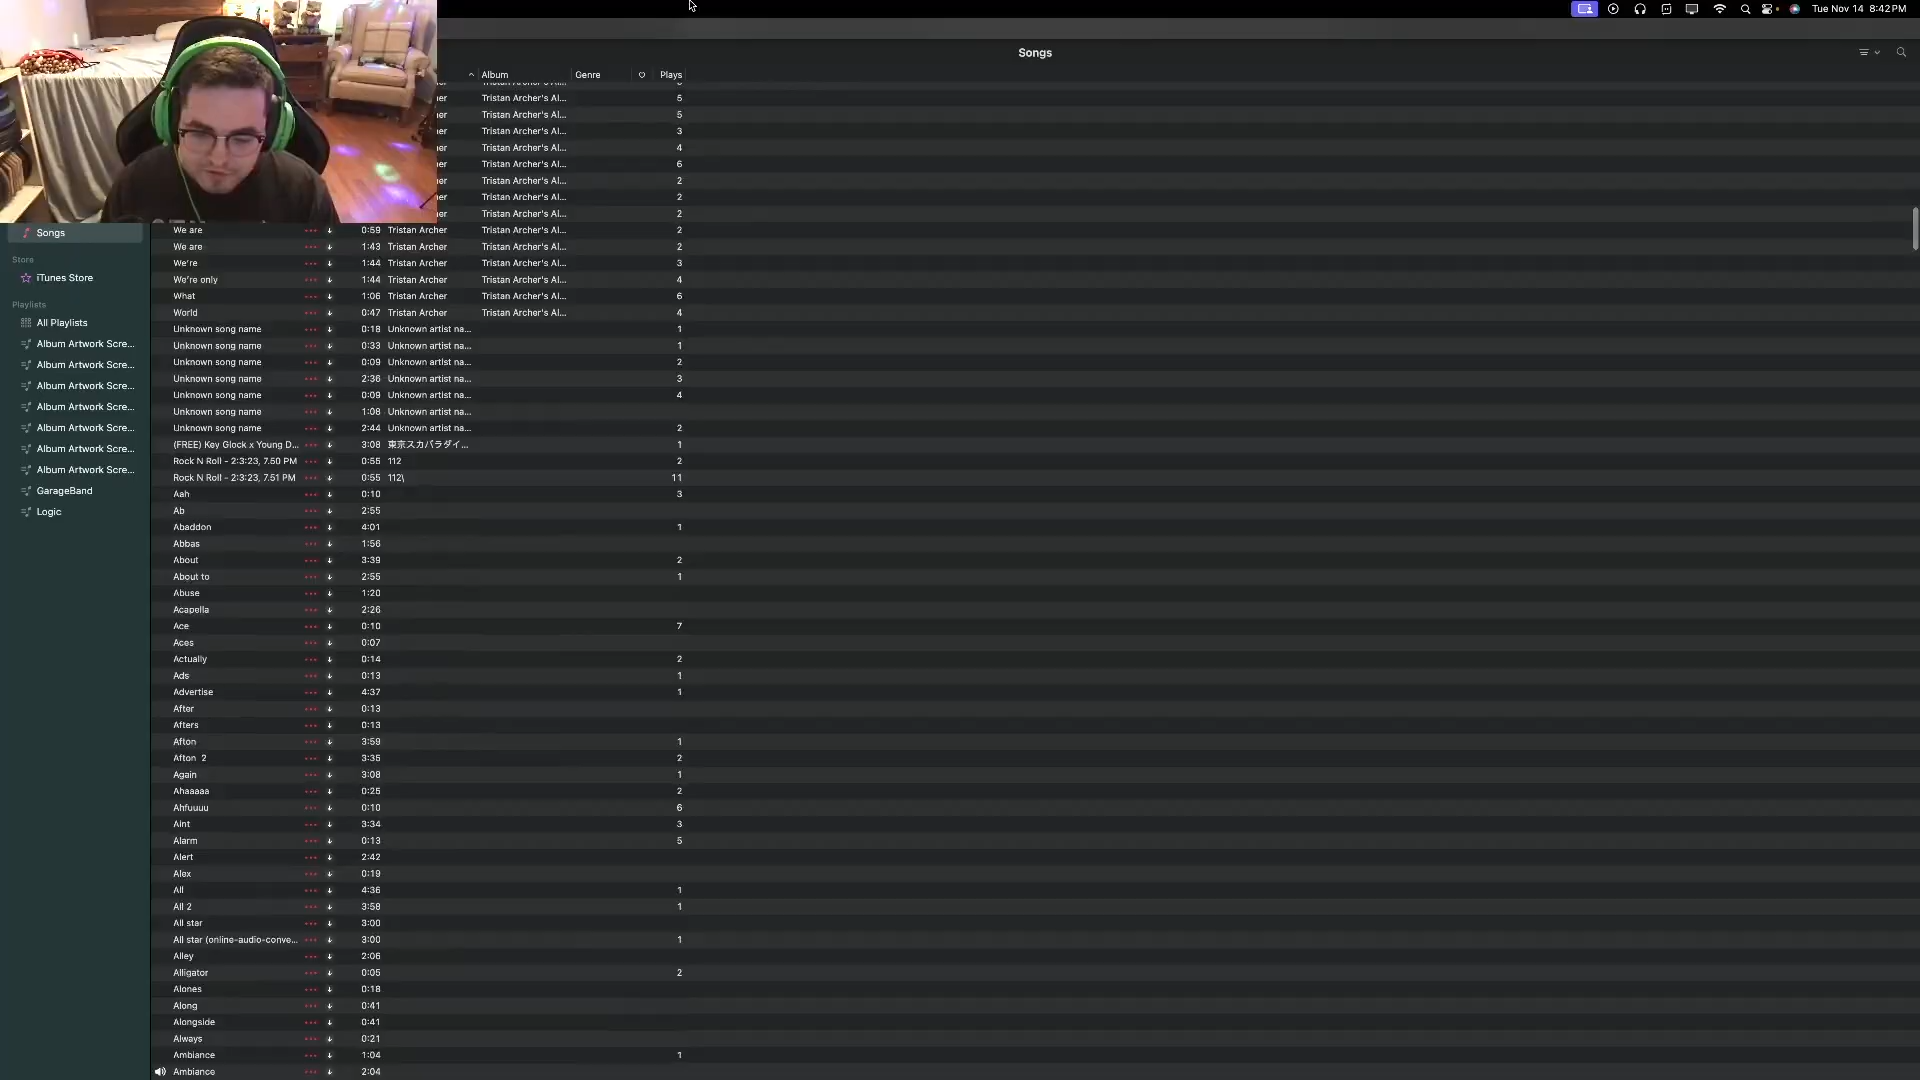 Tue Nov 14 8:42 PM
Songs
Album Genre Plays
er Tristan Archer's Al... 5
er Tristan Archer's Al... 5
er Tristan Archer's Al... 3
er Tristan Archer's Al... 4
er Tristan Archer's Al... 6
er Tristan Archer's Al... 2
er Tristan Archer's Al... 2
er Tristan Archer's Al... 2
We are 0:59 Tristan Archer Tristan Archer's Al... 2
We are 1:43 Tristan Archer Tristan Archer's Al... 2
We're 1:44 Tristan Archer Tristan Archer's Al... 3
We're only 1:44 Tristan Archer Tristan Archer's Al... 4
What 1:06 Tristan Archer Tristan Archer's Al... 6
World 0:47 Tristan Archer Tristan Archer's Al... 4
Unknown song name 0:18 Unknown artist na... 1
Unknown song name 0:33 Unknown artist na... 1
Unknown song name 0:09 Unknown artist na... 2
Unknown song name 2:36 Unknown artist na... 3
Unknown song name 0:09 Unknown artist na... 4
Unknown song name 1:08 Unknown artist na...
Unknown song name 2:44 Unknown artist na... 2
(FREE) Key Glock x Young D... 3:08 東京スカパラダイ... 1
Rock N Roll - 2:3:23, 7.50 PM 0:55 112 2
Rock N Roll - 2:3:23, 7.51 PM 0:55 112\ 11
Aah 0:10 3
Ab 2:55
Abaddon 4:01 1
Abbas 1:56
About 3:39 2
About to 2:55 1
Abuse 1:20
Acapella 2:26
Ace 0:10 7
Aces 0:07
Actually 0:14 2
Ads 0:13 1
Advertise 4:37 1
After 0:13
Afters 0:13
Afton 3:59 1
Afton 2 3:35 2
Again 3:08 1
Ahaaaaa 0:25 2
Ahfuuuu 0:10 6
Aint 3:34 3
Alarm 0:13 5
Alert 2:42
Alex 0:19
All 4:36 1
All 2 3:58 1
All star 3:00
All star (online-audio-conve... 3:00 1
Alley 2:06
Alligator 0:05 2
Alones 0:18
Along 0:41
Alongside 0:41
Always 0:21
Ambiance 1:04 1
Ambiance 2:04
Songs
Store
iTunes Store
Playlists
All Playlists
Album Artwork Scre...
Album Artwork Scre...
Album Artwork Scre...
Album Artwork Scre...
Album Artwork Scre...
Album Artwork Scre...
Album Artwork Scre...
GarageBand
Logic